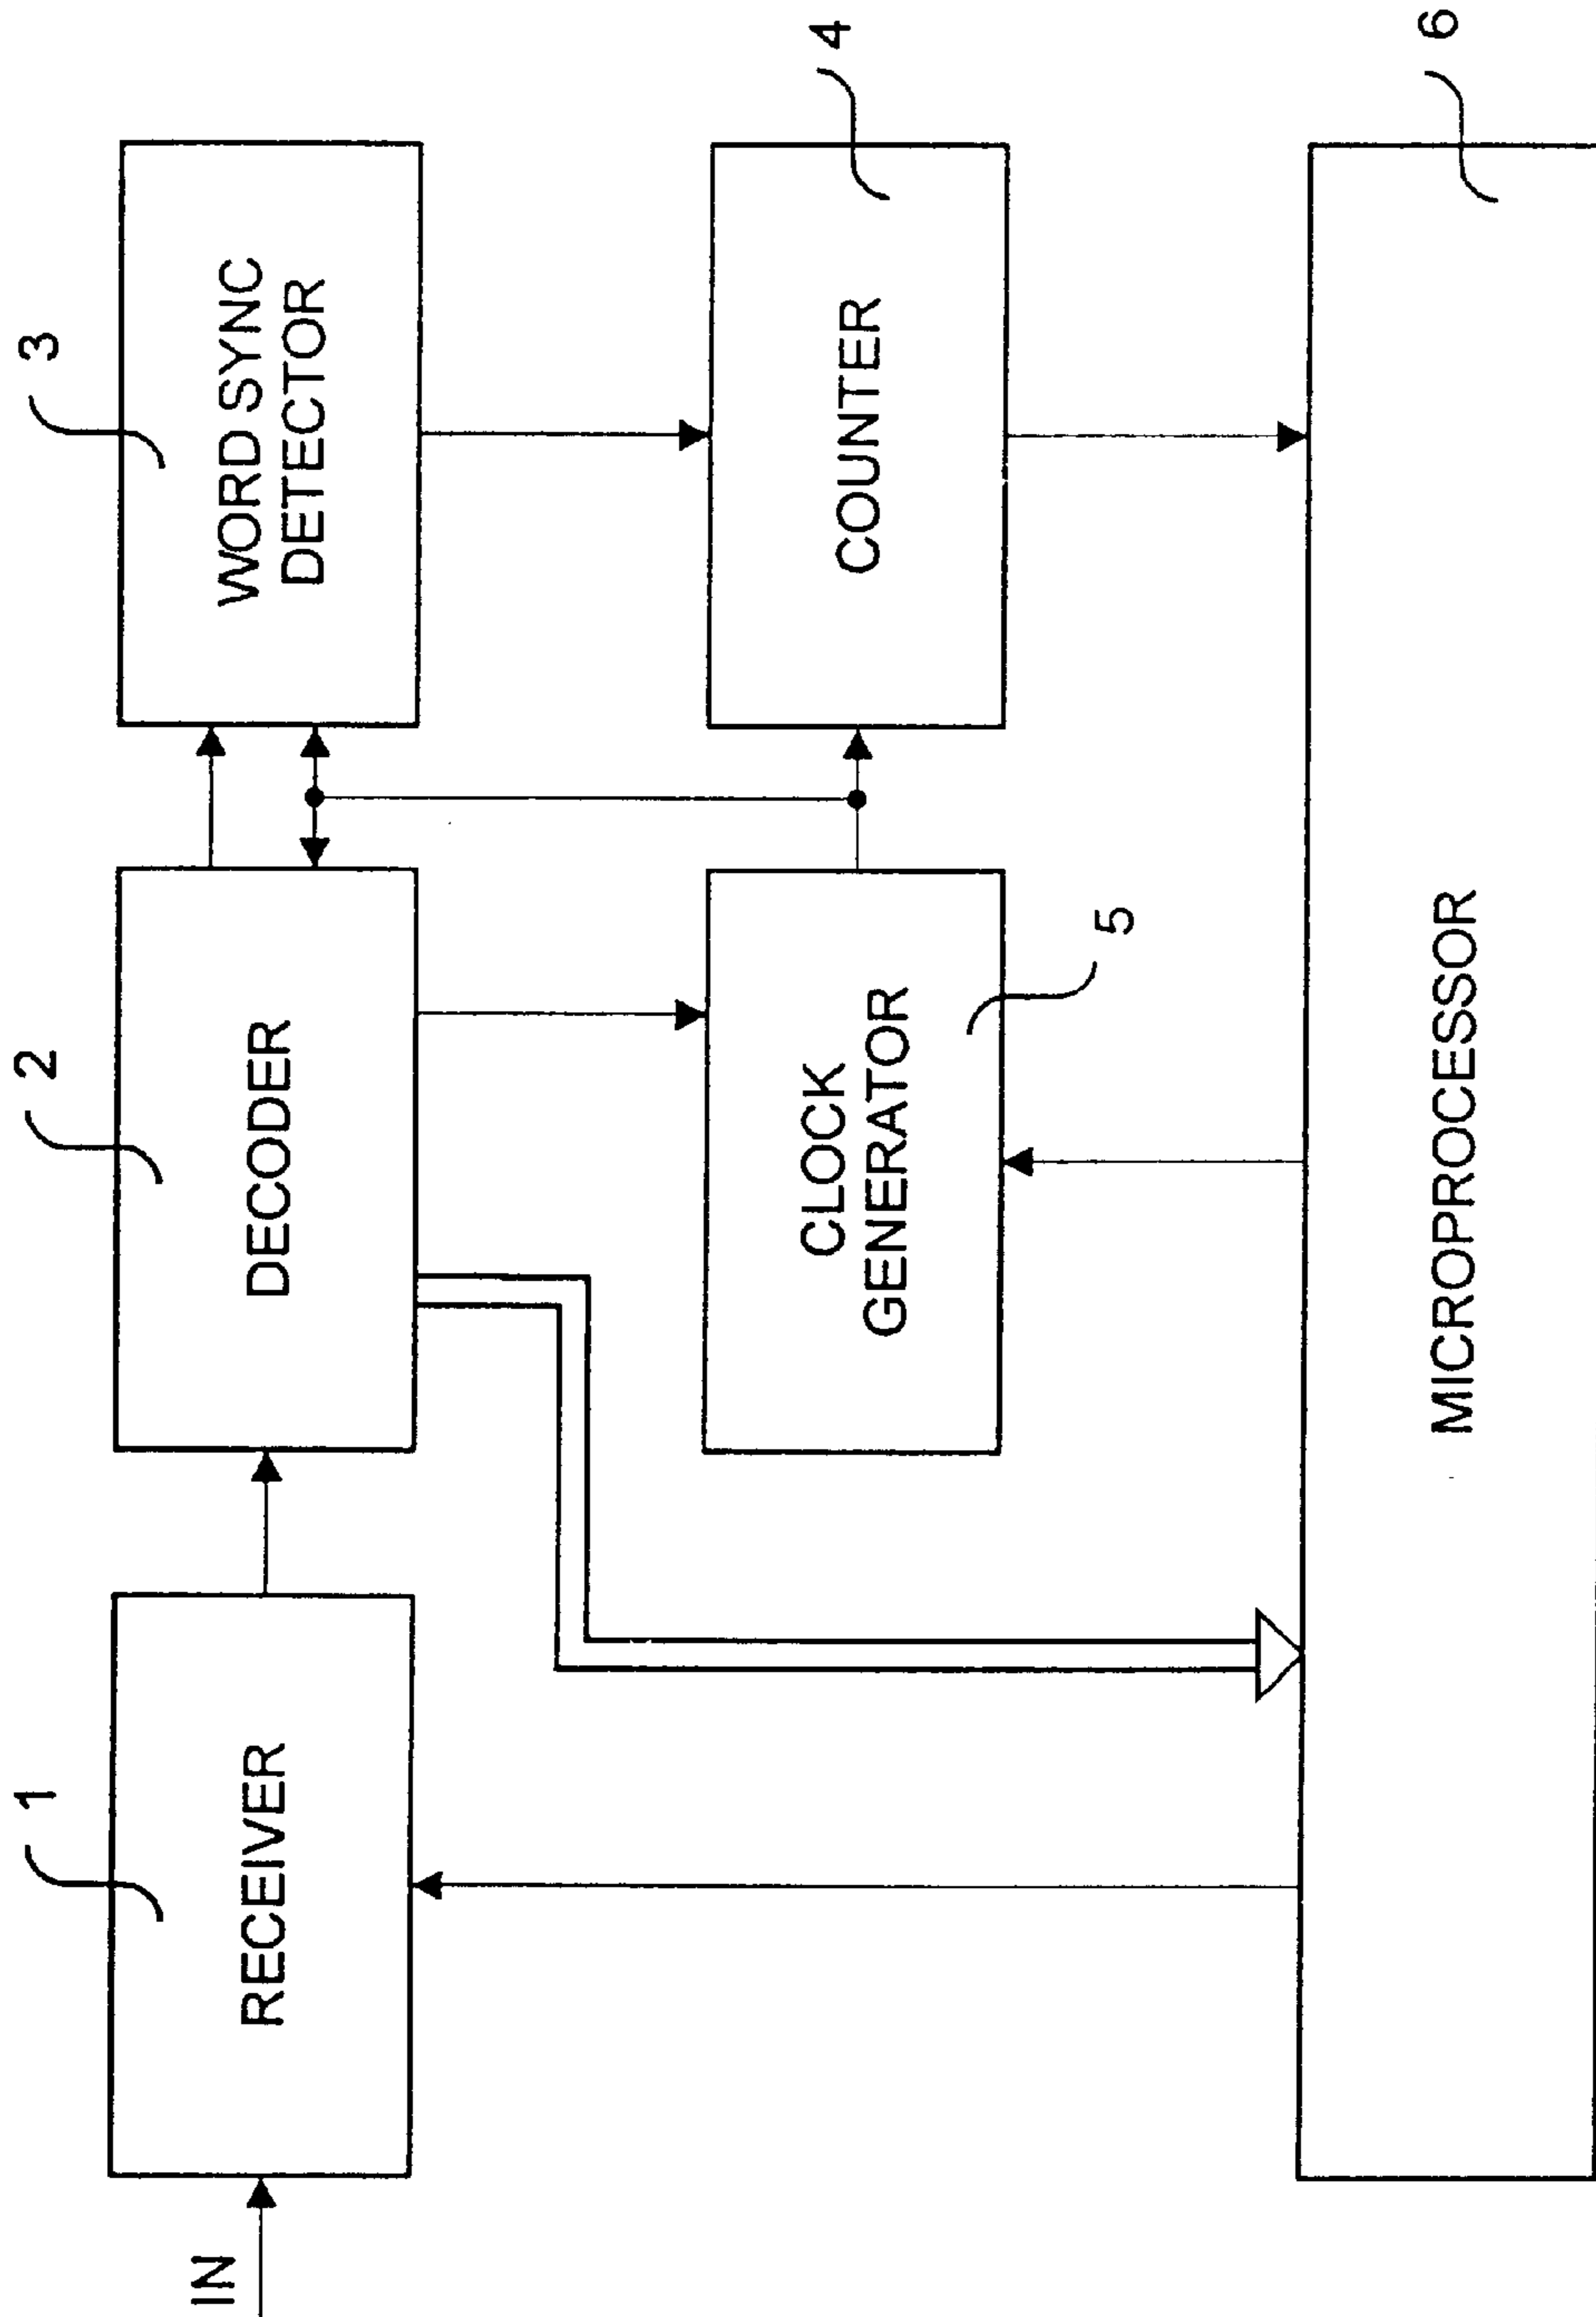 1
2
3
IN
RECEIVER
DECODER
WORD SYNC
DETECTOR
CLOCK
GENERATOR
5
COUNTER
4
MICROPROCESSOR
6